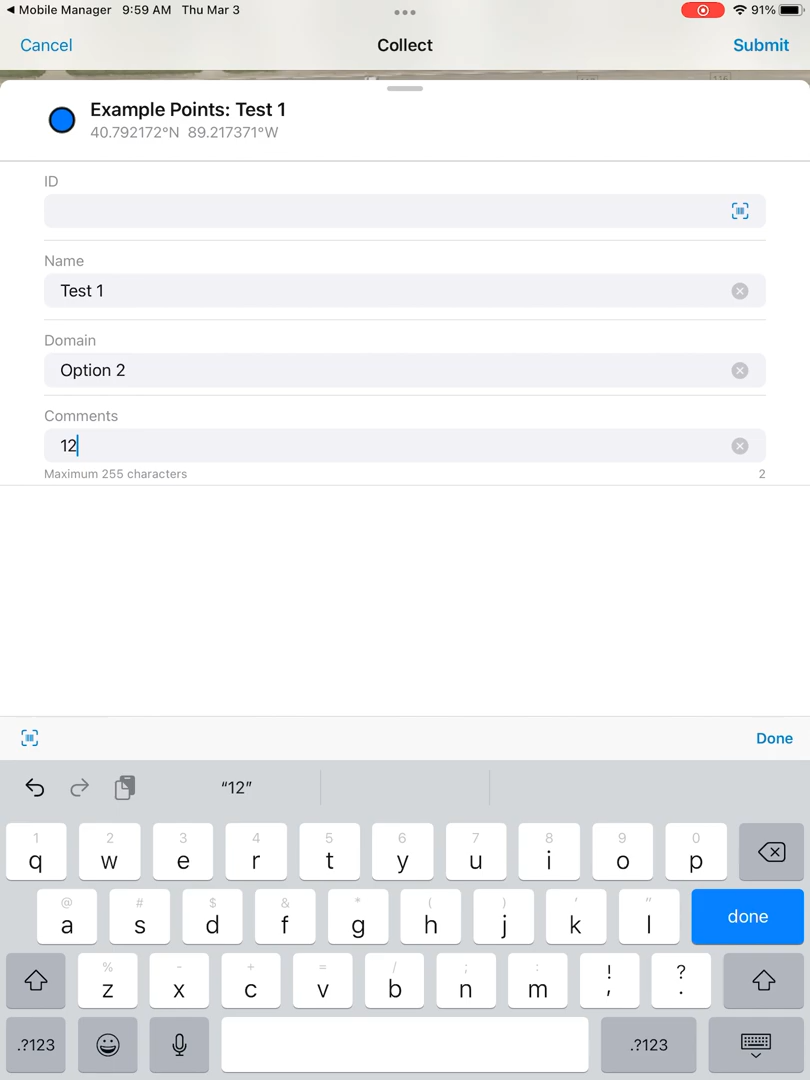 ◀ Mobile Manager 9:59 AM Thu Mar 3 91%
Cancel Collect Submit
116
Example Points: Test 1
40.792172°N 89.217371°W
ID
Name
Test 1
Domain
Option 2
Comments
12
Maximum 255 characters 2
Done
“12”
1 2 3 4 5 6 7 8 9 0
q w e r t y u i o p
@ # $ & * ( ) ' "
a s d f g h j k l done
% - + = / ; : ! ?
z x c v b n m , .
.?123 .?123